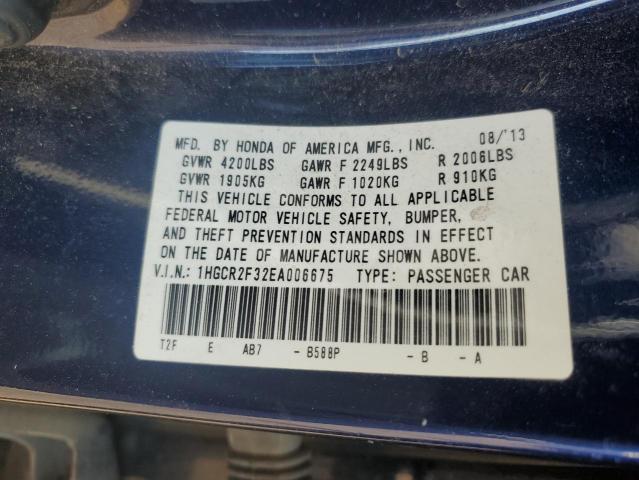 MFD. BY HONDA OF AMERICA MFG., INC. 08/'13
GVWR 4200LBS GAWR F 2249LBS R 2006LBS
GVWR 1905KG GAWR F 1020KG R 910KG
THIS VEHICLE CONFORMS TO ALL APPLICABLE
FEDERAL MOTOR VEHICLE SAFETY, BUMPER,
AND THEFT PREVENTION STANDARDS IN EFFECT
ON THE DATE OF MANUFACTURE SHOWN ABOVE.
V.I.N.: 1HGCR2F32EA006675 TYPE: PASSENGER CAR
T2F E AB7 - B588P - B - A